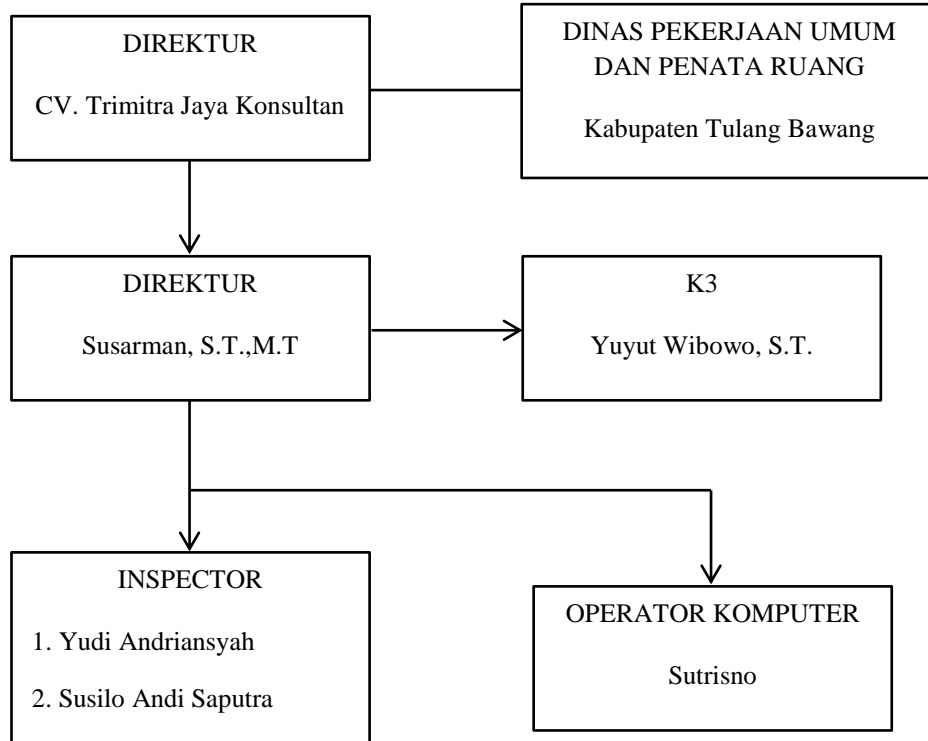 DIREKTUR
CV. Trimitra Jaya Konsultan
DINAS PEKERJAAN UMUM
DAN PENATA RUANG
Kabupaten Tulang Bawang
DIREKTUR
Susarman, S.T.,M.T
K3
Yuyut Wibowo, S.T.
INSPECTOR
1. Yudi Andriansyah
2. Susilo Andi Saputra
OPERATOR KOMPUTER
Sutrisno